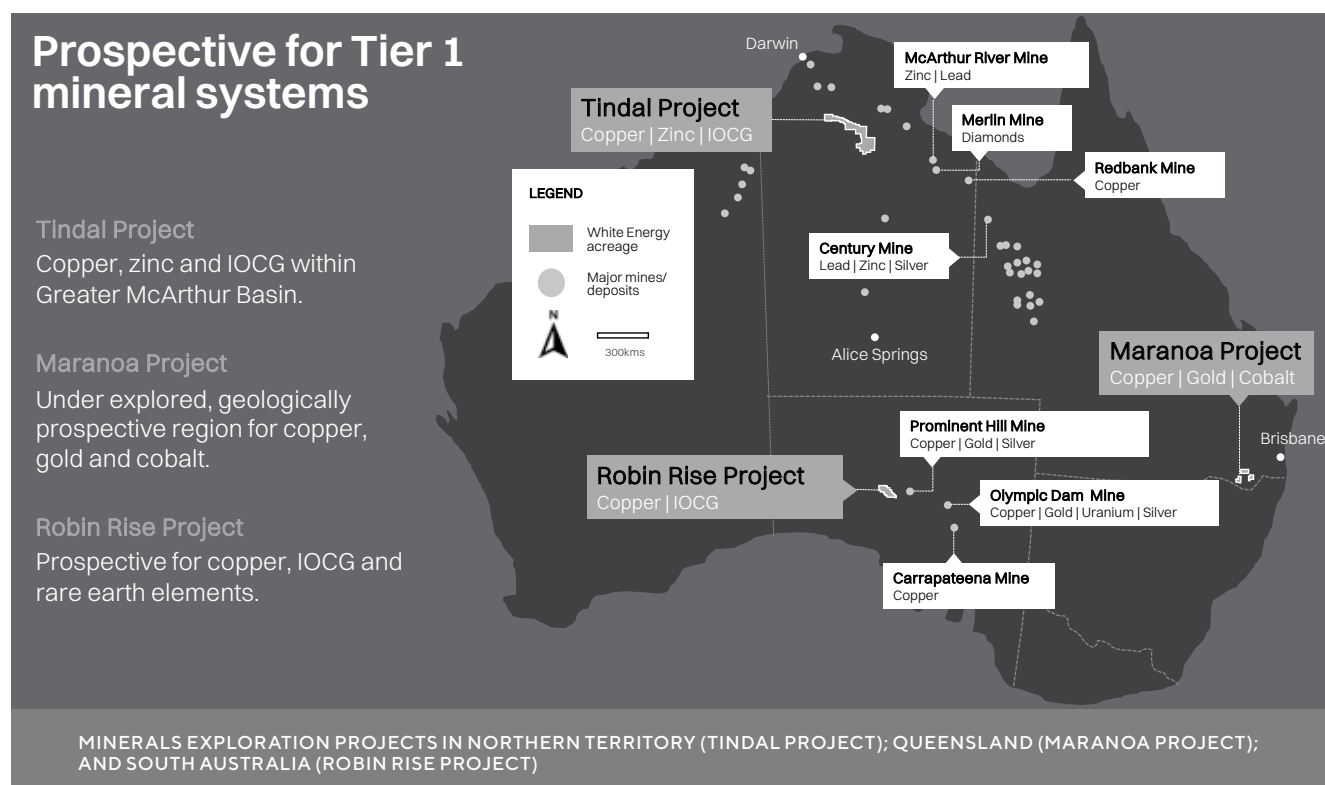 Prospective for Tier 1
mineral systems
Tindal Project
Copper, zinc and IOCG within
Greater McArthur Basin.
Maranoa Project
Under explored, geologically
prospective region for copper,
gold and cobalt.
Robin Rise Project
Prospective for copper, IOCG and
rare earth elements.
Darwin
McArthur River Mine
Zinc | Lead
Tindal Project
Copper | Zinc | IOCG
Merlin Mine
Diamonds
Redbank Mine
Copper
LEGEND
White Energy
acreage
Major mines/
deposits
N
300kms
Century Mine
Lead | Zinc | Silver
Alice Springs
Maranoa Project
Copper | Gold | Cobalt
Prominent Hill Mine
Copper | Gold | Silver
Brisbane
Robin Rise Project
Copper | IOCG
Olympic Dam Mine
Copper | Gold | Uranium | Silver
Carrapateena Mine
Copper
MINERALS EXPLORATION PROJECTS IN NORTHERN TERRITORY (TINDAL PROJECT); QUEENSLAND (MARANOA PROJECT);
AND SOUTH AUSTRALIA (ROBIN RISE PROJECT)